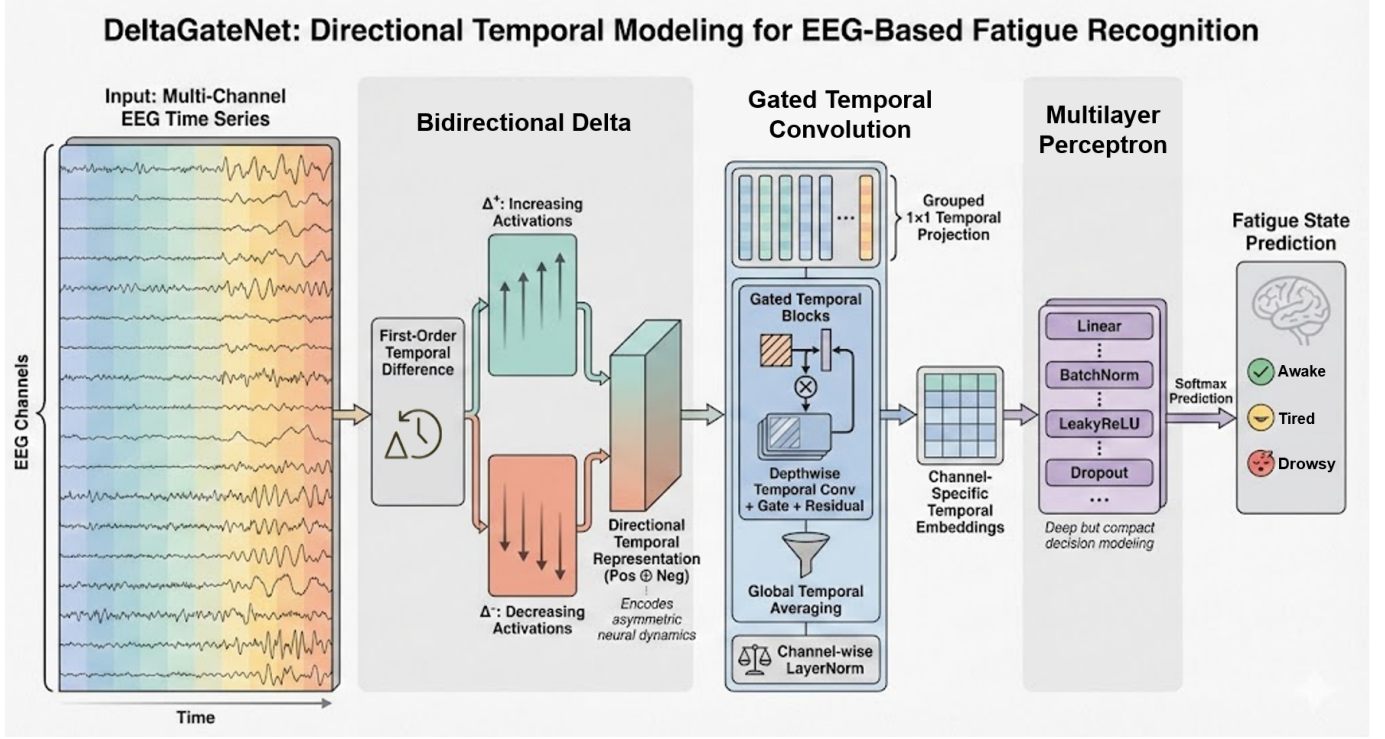 DeltaGateNet: Directional Temporal Modeling for EEG-Based Fatigue Recognition
Input: Multi-Channel
EEG Time Series
EEG Channels
Time
Bidirectional Delta
First-Order
Temporal
Difference
Δ
Δ⁺: Increasing
Activations
Δ⁻: Decreasing
Activations
Directional
Temporal
Representation
(Pos ⊕ Neg)
Encodes
asymmetric
neural dynamics
Gated Temporal
Convolution
Grouped
1×1 Temporal
Projection
...
Gated Temporal
Blocks
Depthwise
Temporal Conv
+ Gate + Residual
Global Temporal
Averaging
Channel-wise
LayerNorm
Channel-
Specific
Temporal
Embeddings
Multilayer
Perceptron
Linear
BatchNorm
LeakyReLU
Dropout
...
Deep but compact
decision modeling
Softmax
Prediction
Fatigue State
Prediction
Awake
Tired
Drowsy